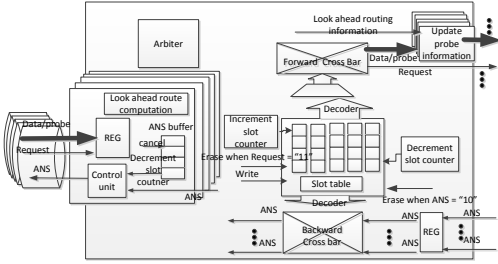 Look ahead routing
information
Update
probe
information
Arbiter
Forward Cross Bar
Data/probe
Request
Look ahead route
computation
Decoder
Data/probe
REG
ANS buffer
cancel
Increment
slot
counter
Request
Decrement
slot
coutner
Erase when Request = "11"
Decrement
slot counter
ANS
Control
unit
Write
Slot table
ANS
Decoder
Erase when ANS = "10"
ANS
Backward
Cross bar
ANS
REG
ANS
ANS
ANS
ANS